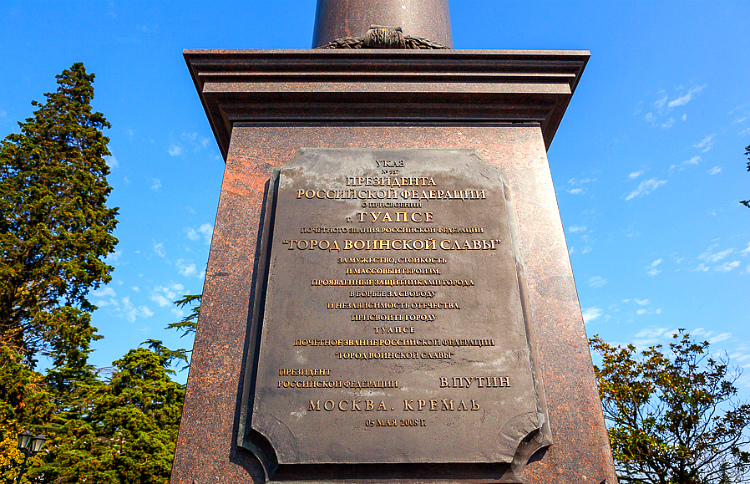 УКАЗ
ПРЕЗИДЕНТА
РОССИЙСКОЙ ФЕДЕРАЦИИ
О ПРИСВОЕНИИ
г. ТУАПСЕ
ПОЧЕТНОГО ЗВАНИЯ РОССИЙСКОЙ ФЕДЕРАЦИИ
"ГОРОД ВОИНСКОЙ СЛАВЫ"
ЗА МУЖЕСТВО, СТОЙКОСТЬ
И МАССОВЫЙ ГЕРОИЗМ,
ПРОЯВЛЕННЫЕ ЗАЩИТНИКАМИ ГОРОДА
В БОРЬБЕ ЗА СВОБОДУ
И НЕЗАВИСИМОСТЬ ОТЕЧЕСТВА,
ПРИСВОИТЬ ГОРОДУ
ТУАПСЕ
ПОЧЕТНОЕ ЗВАНИЕ РОССИЙСКОЙ ФЕДЕРАЦИИ
"ГОРОД ВОИНСКОЙ СЛАВЫ"
ПРЕЗИДЕНТ
РОССИЙСКОЙ ФЕДЕРАЦИИ В.ПУТИН
МОСКВА. КРЕМЛЬ
05 МАЯ 2008 Г.